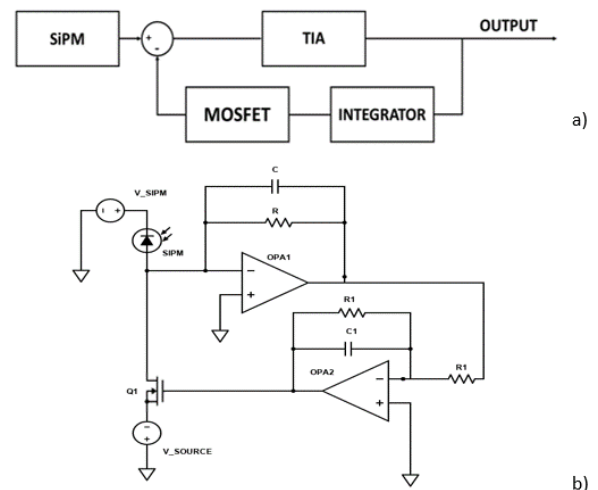 SiPM
+
-
TIA
OUTPUT
MOSFET
INTEGRATOR
a)
V_SIPM
SIPM
C
R
OPA1
R1
C1
OPA2
R1
Q1
V_SOURCE
b)